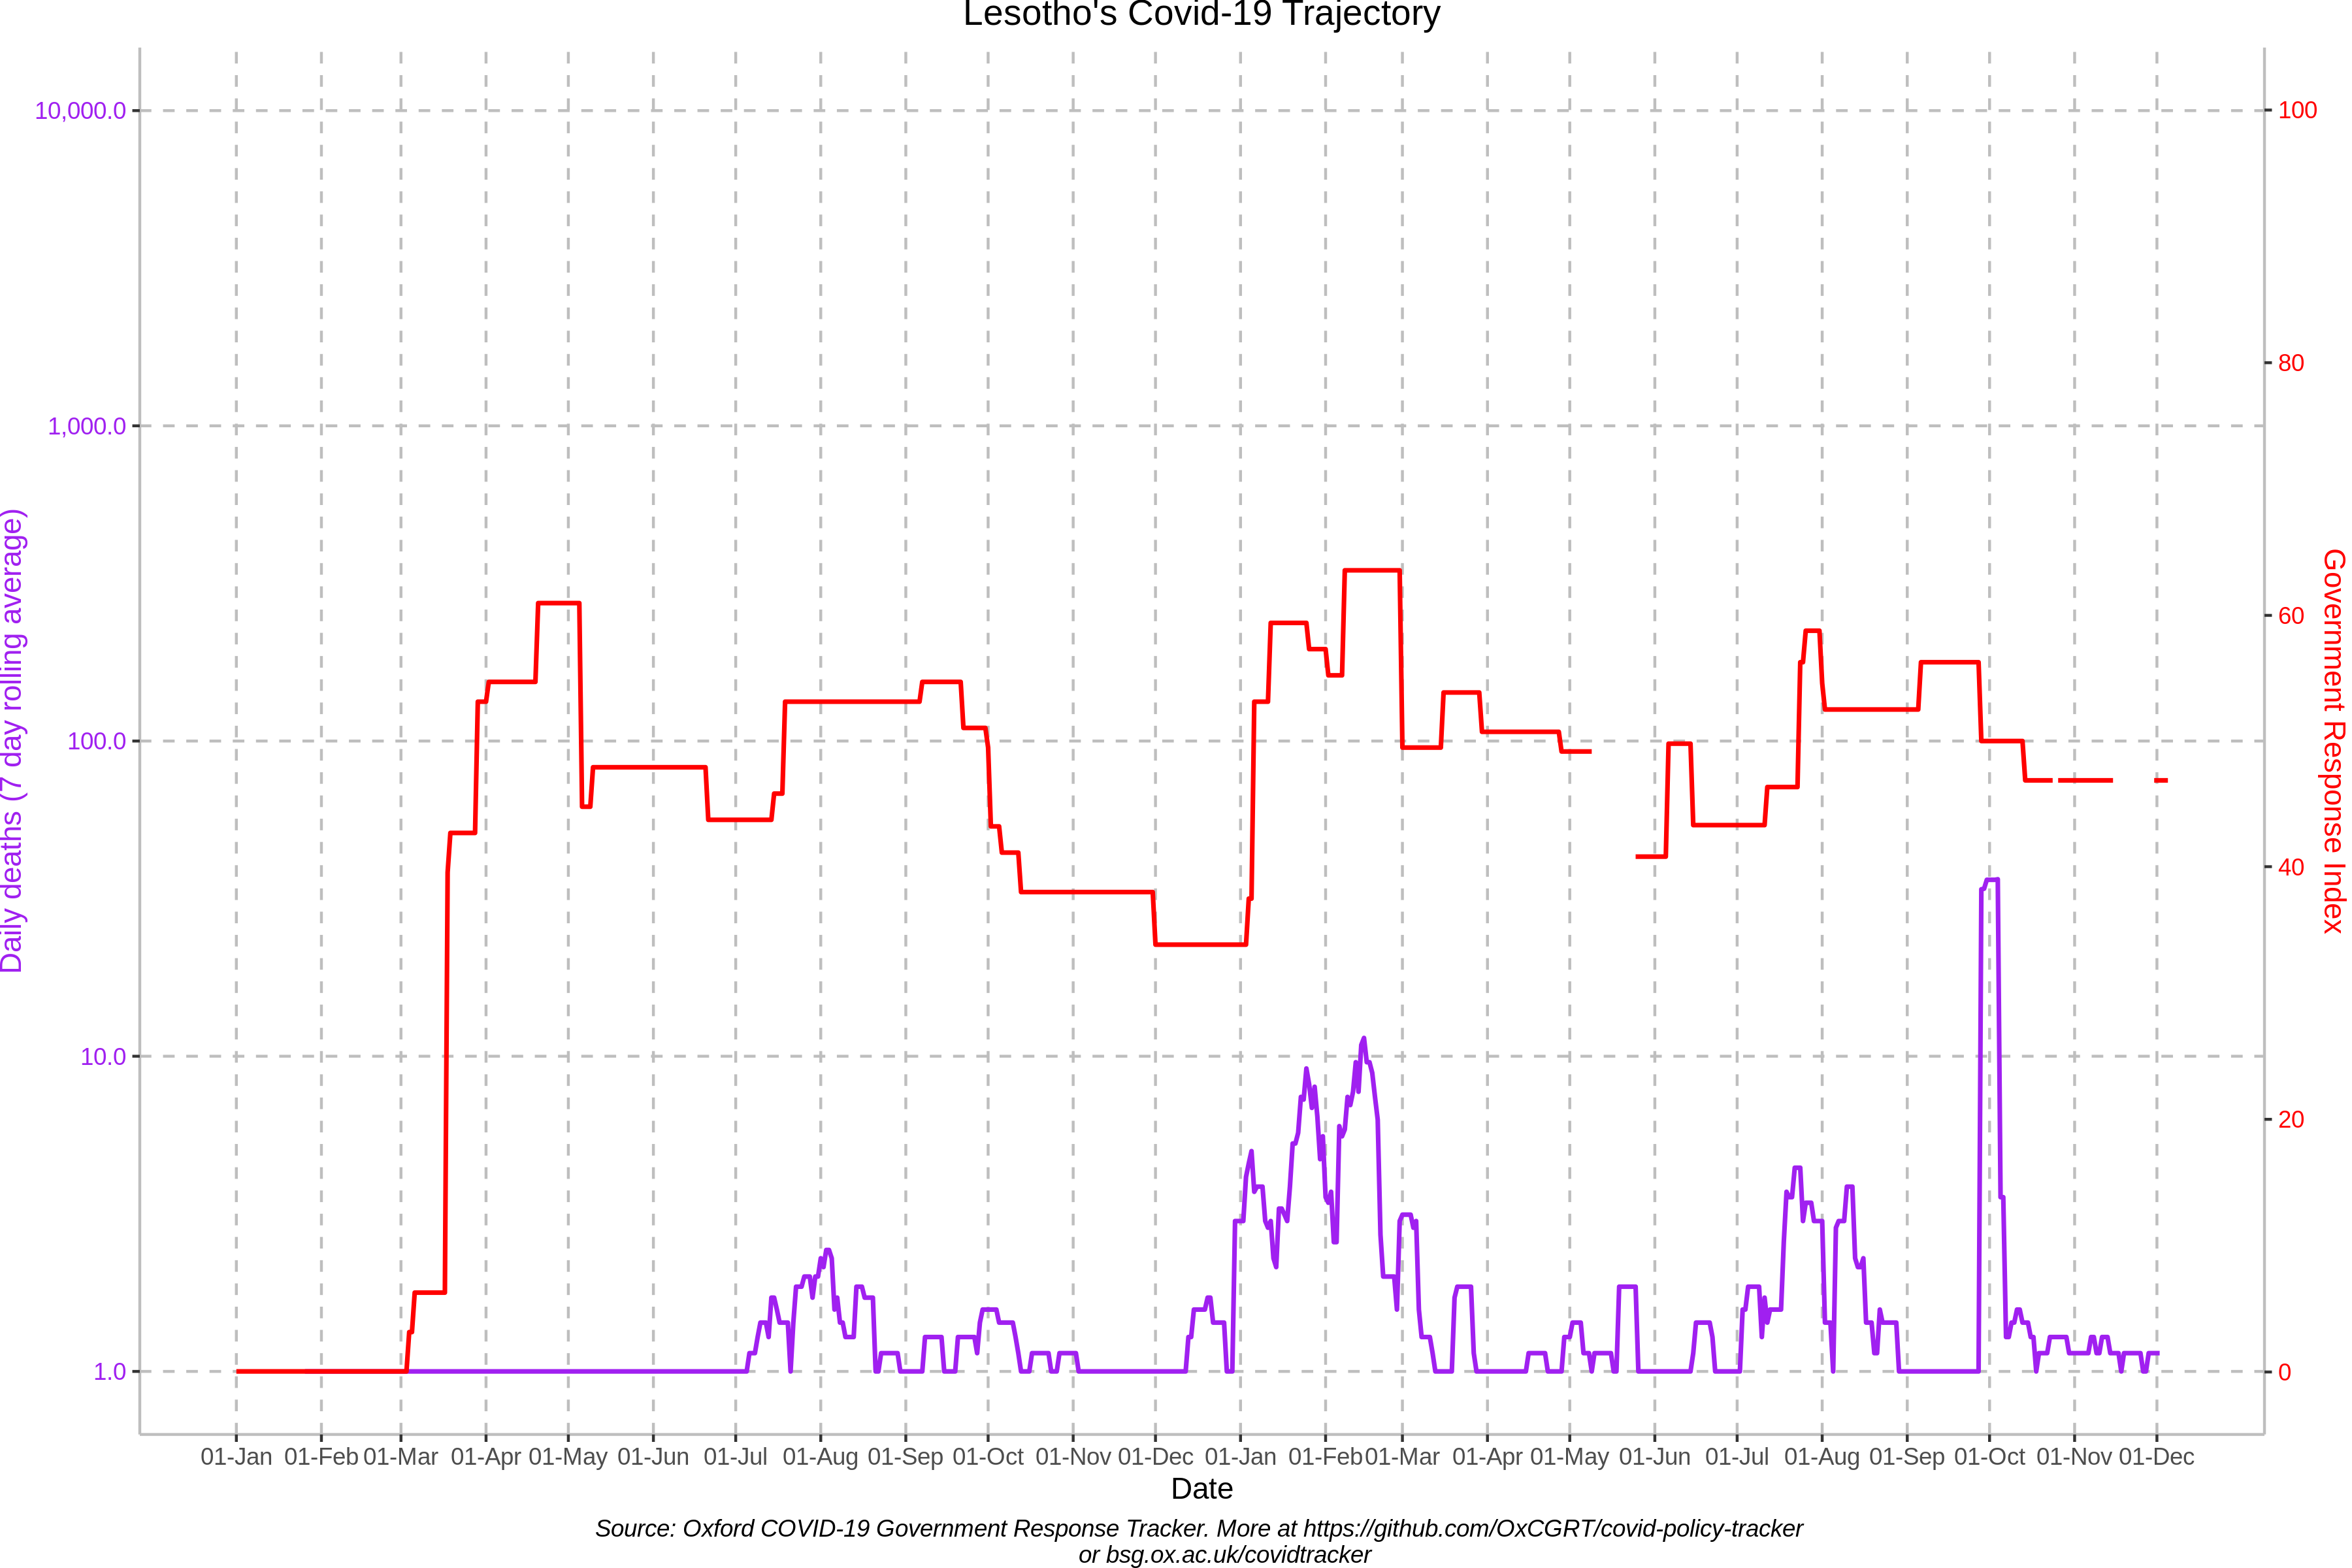 Lesotho's Covid-19 Trajectory
10,000.0
1,000.0
100.0
10.0
1.0
Daily deaths (7 day rolling average)
100
80
60
40
20
0
Government Response Index
01-Jan 01-Feb 01-Mar 01-Apr 01-May 01-Jun 01-Jul 01-Aug 01-Sep 01-Oct 01-Nov 01-Dec 01-Jan 01-Feb 01-Mar 01-Apr 01-May 01-Jun 01-Jul 01-Aug 01-Sep 01-Oct 01-Nov 01-Dec
Date
Source: Oxford COVID-19 Government Response Tracker. More at https://github.com/OxCGRT/covid-policy-tracker
or bsg.ox.ac.uk/covidtracker